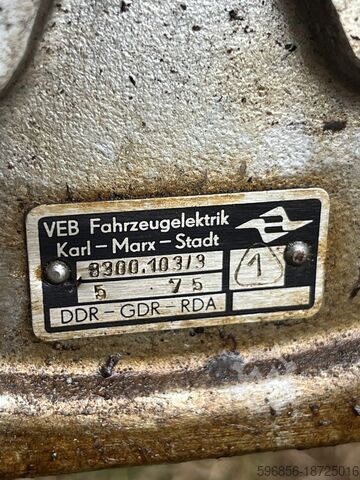 VEB Fahrzeugelektrik
Karl-Marx-Stadt
8300.103/3
1
5 75
DDR-GDR-RDA
596856-18725016